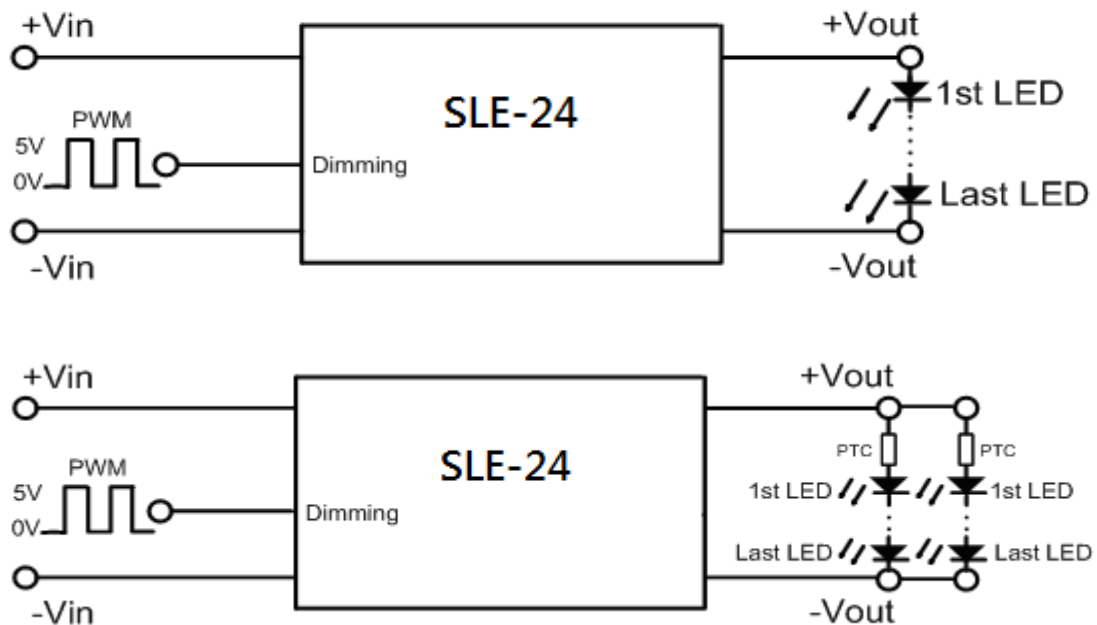 +Vin
+Vout
SLE-24
1st LED
PWM
5V
0V
Dimming
Last LED
-Vin
-Vout
+Vin
+Vout
PTC
PTC
SLE-24
PWM
5V
0V
Dimming
1st LED
1st LED
Last LED
Last LED
-Vin
-Vout